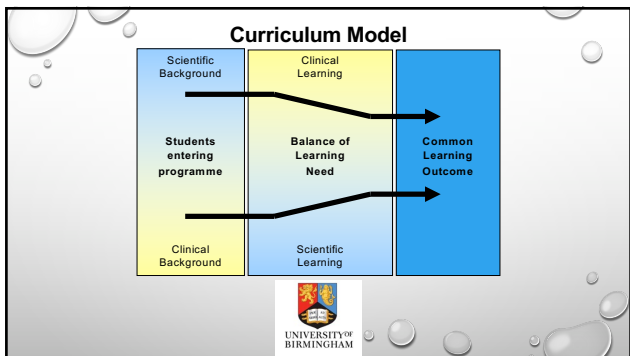 Curriculum Model
Scientific
Background
Clinical
Learning
Students
entering
programme
Balance of
Learning
Need
Common
Learning
Outcome
Clinical
Background
Scientific
Learning
UNIVERSITY OF
BIRMINGHAM